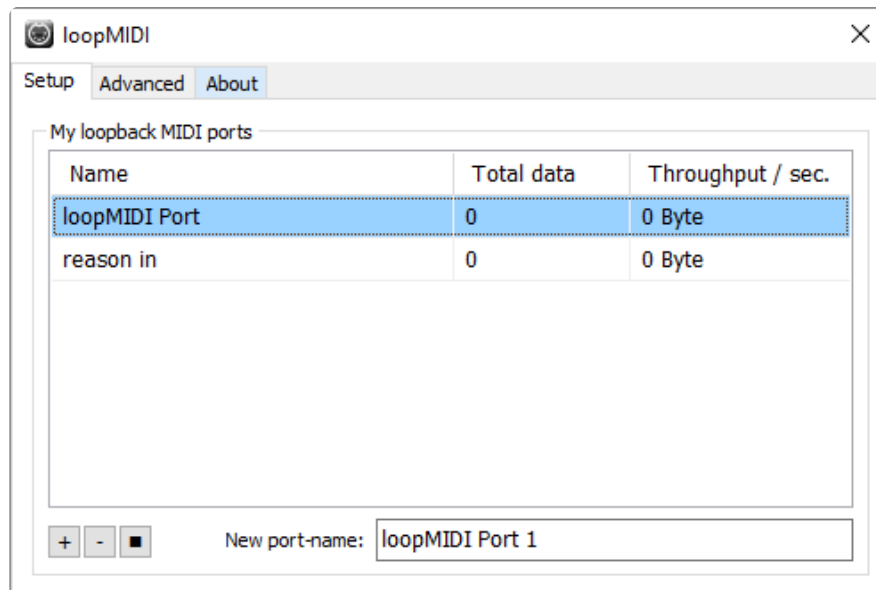 loopMIDI
Setup Advanced About
My loopback MIDI ports
Name Total data Throughput / sec.
loopMIDI Port 0 0 Byte
reason in 0 0 Byte
+ - ■ New port-name: loopMIDI Port 1